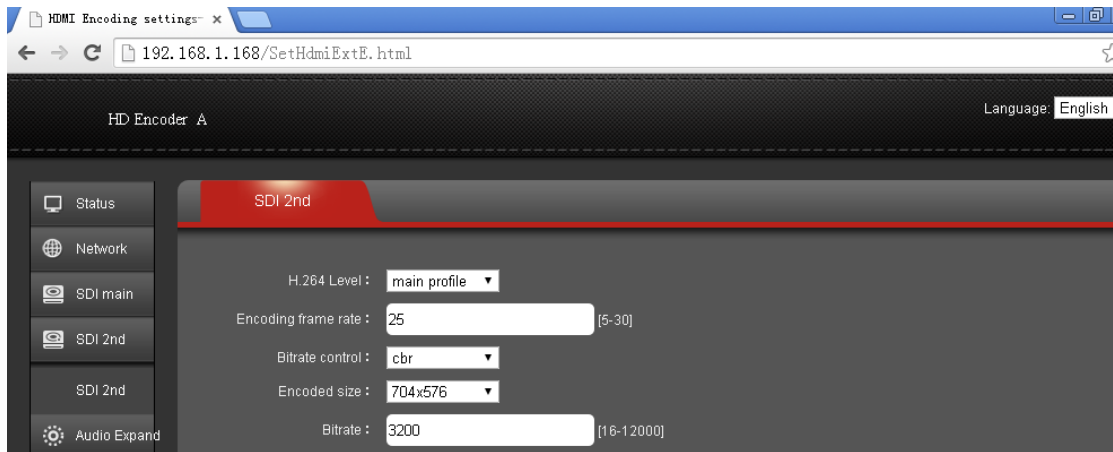 HDMI Encoding settings-
192.168.1.168/SetHdmiExtE.html
HD Encoder A
Language: English
Status
Network
SDI main
SDI 2nd
SDI 2nd
Audio Expand
SDI 2nd
H.264 Level: main profile
Encoding frame rate: 25 [5-30]
Bitrate control: cbr
Encoded size: 704x576
Bitrate: 3200 [16-12000]